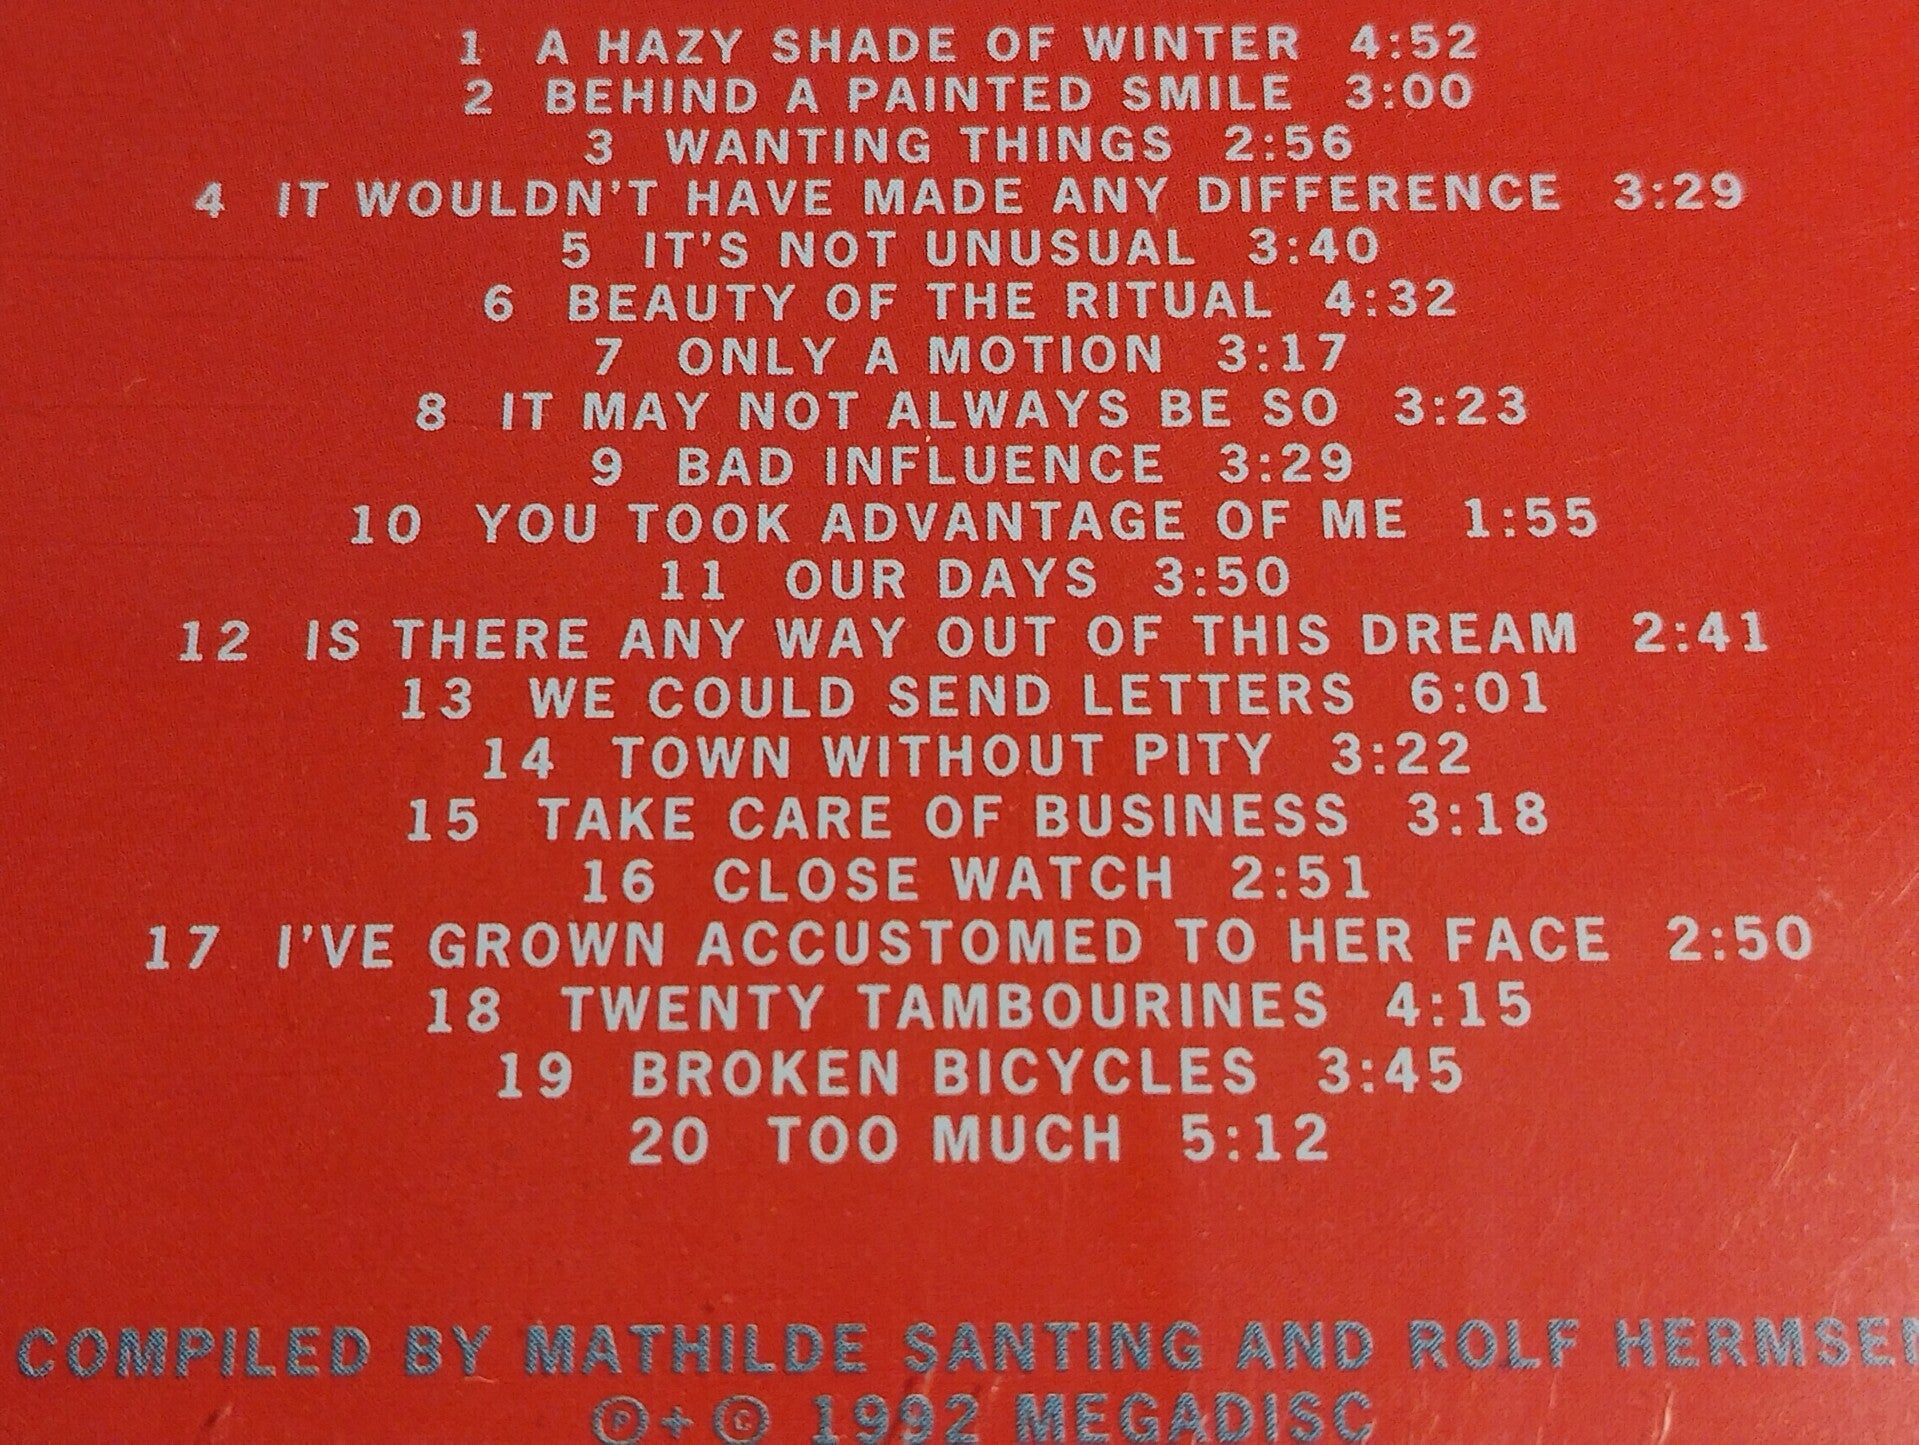 1 A HAZY SHADE OF WINTER 4:52
2 BEHIND A PAINTED SMILE 3:00
3 WANTING THINGS 2:56
4 IT WOULDN'T HAVE MADE ANY DIFFERENCE 3:29
5 IT'S NOT UNUSUAL 3:40
6 BEAUTY OF THE RITUAL 4:32
7 ONLY A MOTION 3:17
8 IT MAY NOT ALWAYS BE SO 3:23
9 BAD INFLUENCE 3:29
10 YOU TOOK ADVANTAGE OF ME 1:55
11 OUR DAYS 3:50
12 IS THERE ANY WAY OUT OF THIS DREAM 2:41
13 WE COULD SEND LETTERS 6:01
14 TOWN WITHOUT PITY 3:22
15 TAKE CARE OF BUSINESS 3:18
16 CLOSE WATCH 2:51
17 I'VE GROWN ACCUSTOMED TO HER FACE 2:50
18 TWENTY TAMBOURINES 4:15
19 BROKEN BICYCLES 3:45
20 TOO MUCH 5:12
COMPILED BY MATHILDE SANTING AND ROLF HERMSEN
℗+© 1992 MEGADISC